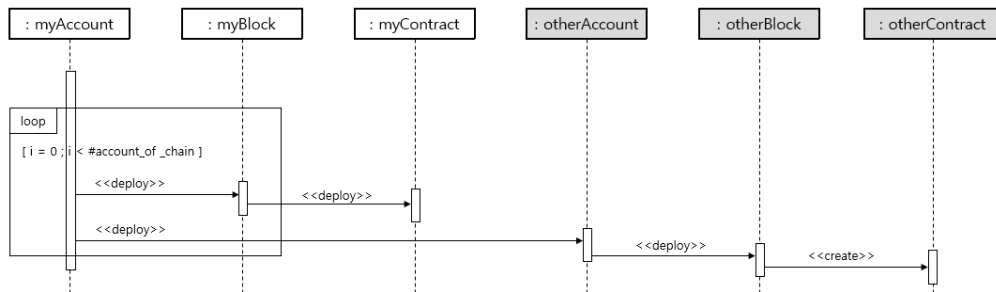 : myAccount
: myBlock
: myContract
: otherAccount
: otherBlock
: otherContract
loop
[ i = 0 ; i < #account_of _chain ]
<<deploy>>
<<deploy>>
<<deploy>>
<<deploy>>
<<create>>